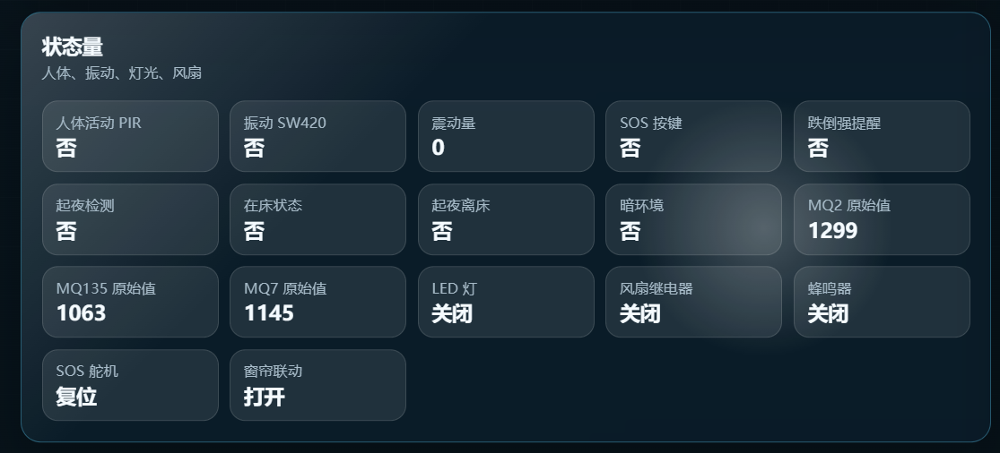 状态量
人体、振动、灯光、风扇
人体活动 PIR
否
振动 SW420
否
震动量
0
SOS 按键
否
跌倒强提醒
否
起夜检测
否
在床状态
否
起夜离床
否
暗环境
否
MQ2 原始值
1299
MQ135 原始值
1063
MQ7 原始值
1145
LED 灯
关闭
风扇继电器
关闭
蜂鸣器
关闭
SOS 舵机
复位
窗帘联动
打开